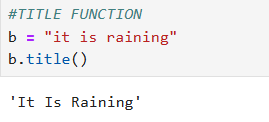 #TITLE FUNCTION
b = "it is raining"
b.title()
'It Is Raining'